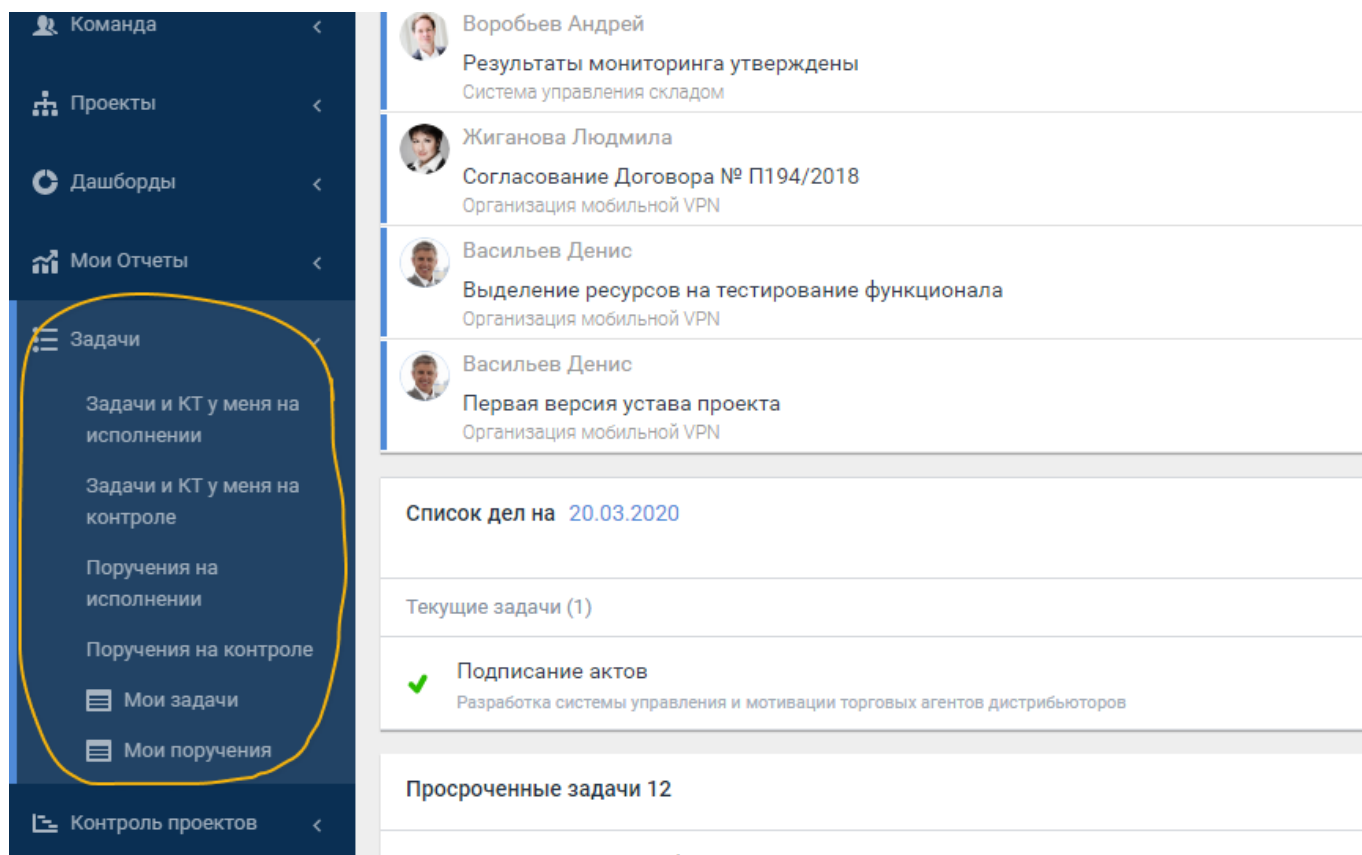 Команда
Проекты
Дашборды
Мои Отчеты
Задачи
Задачи и КТ у меня на
исполнении
Задачи и КТ у меня на
контроле
Поручения на
исполнении
Поручения на контроле
Мои задачи
Мои поручения
Контроль проектов
Воробьев Андрей
Результаты мониторинга утверждены
Система управления складом
Жиганова Людмила
Согласование Договора № П194/2018
Организация мобильной VPN
Васильев Денис
Выделение ресурсов на тестирование функционала
Организация мобильной VPN
Васильев Денис
Первая версия устава проекта
Организация мобильной VPN
Список дел на 20.03.2020
Текущие задачи (1)
Подписание актов
Разработка системы управления и мотивации торговых агентов дистрибьюторов
Просроченные задачи 12